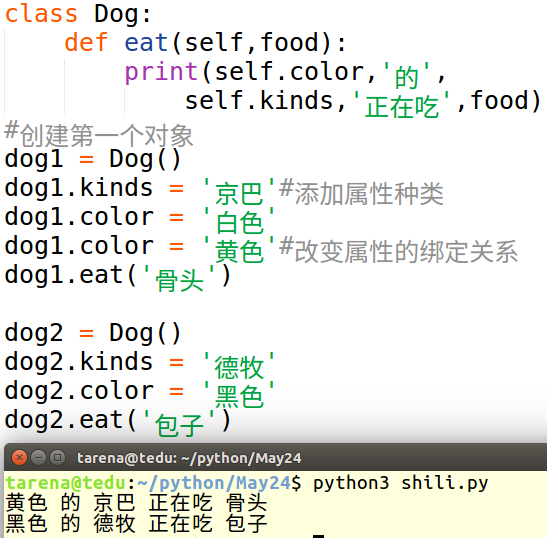 class Dog:
    def eat(self,food):
        print(self.color,'的',
            self.kinds,'正在吃',food)
#创建第一个对象
dog1 = Dog()
dog1.kinds = '京巴'#添加属性种类
dog1.color = '白色'
dog1.color = '黄色'#改变属性的绑定关系
dog1.eat('骨头')

dog2 = Dog()
dog2.kinds = '德牧'
dog2.color = '黑色'
dog2.eat('包子')
tarena@tedu: ~/python/May24
tarena@tedu:~/python/May24$ python3 shili.py
黄色 的 京巴 正在吃 骨头
黑色 的 德牧 正在吃 包子